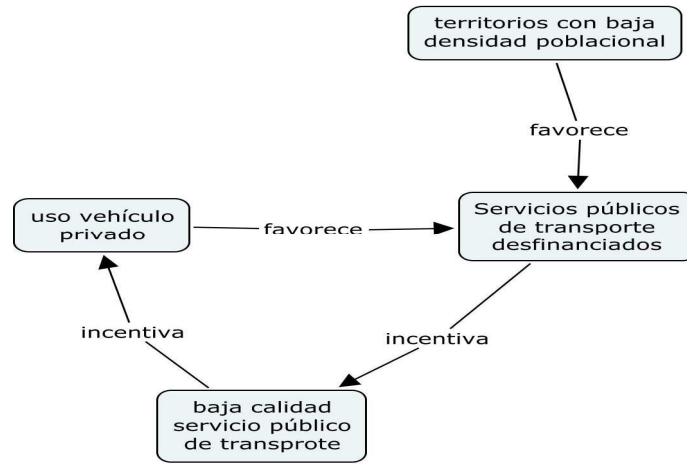 territorios con baja
densidad poblacional
favorece
uso vehículo
privado
favorece
Servicios públicos
de transporte
desfinanciados
incentiva
incentiva
baja calidad
servicio público
de transprote